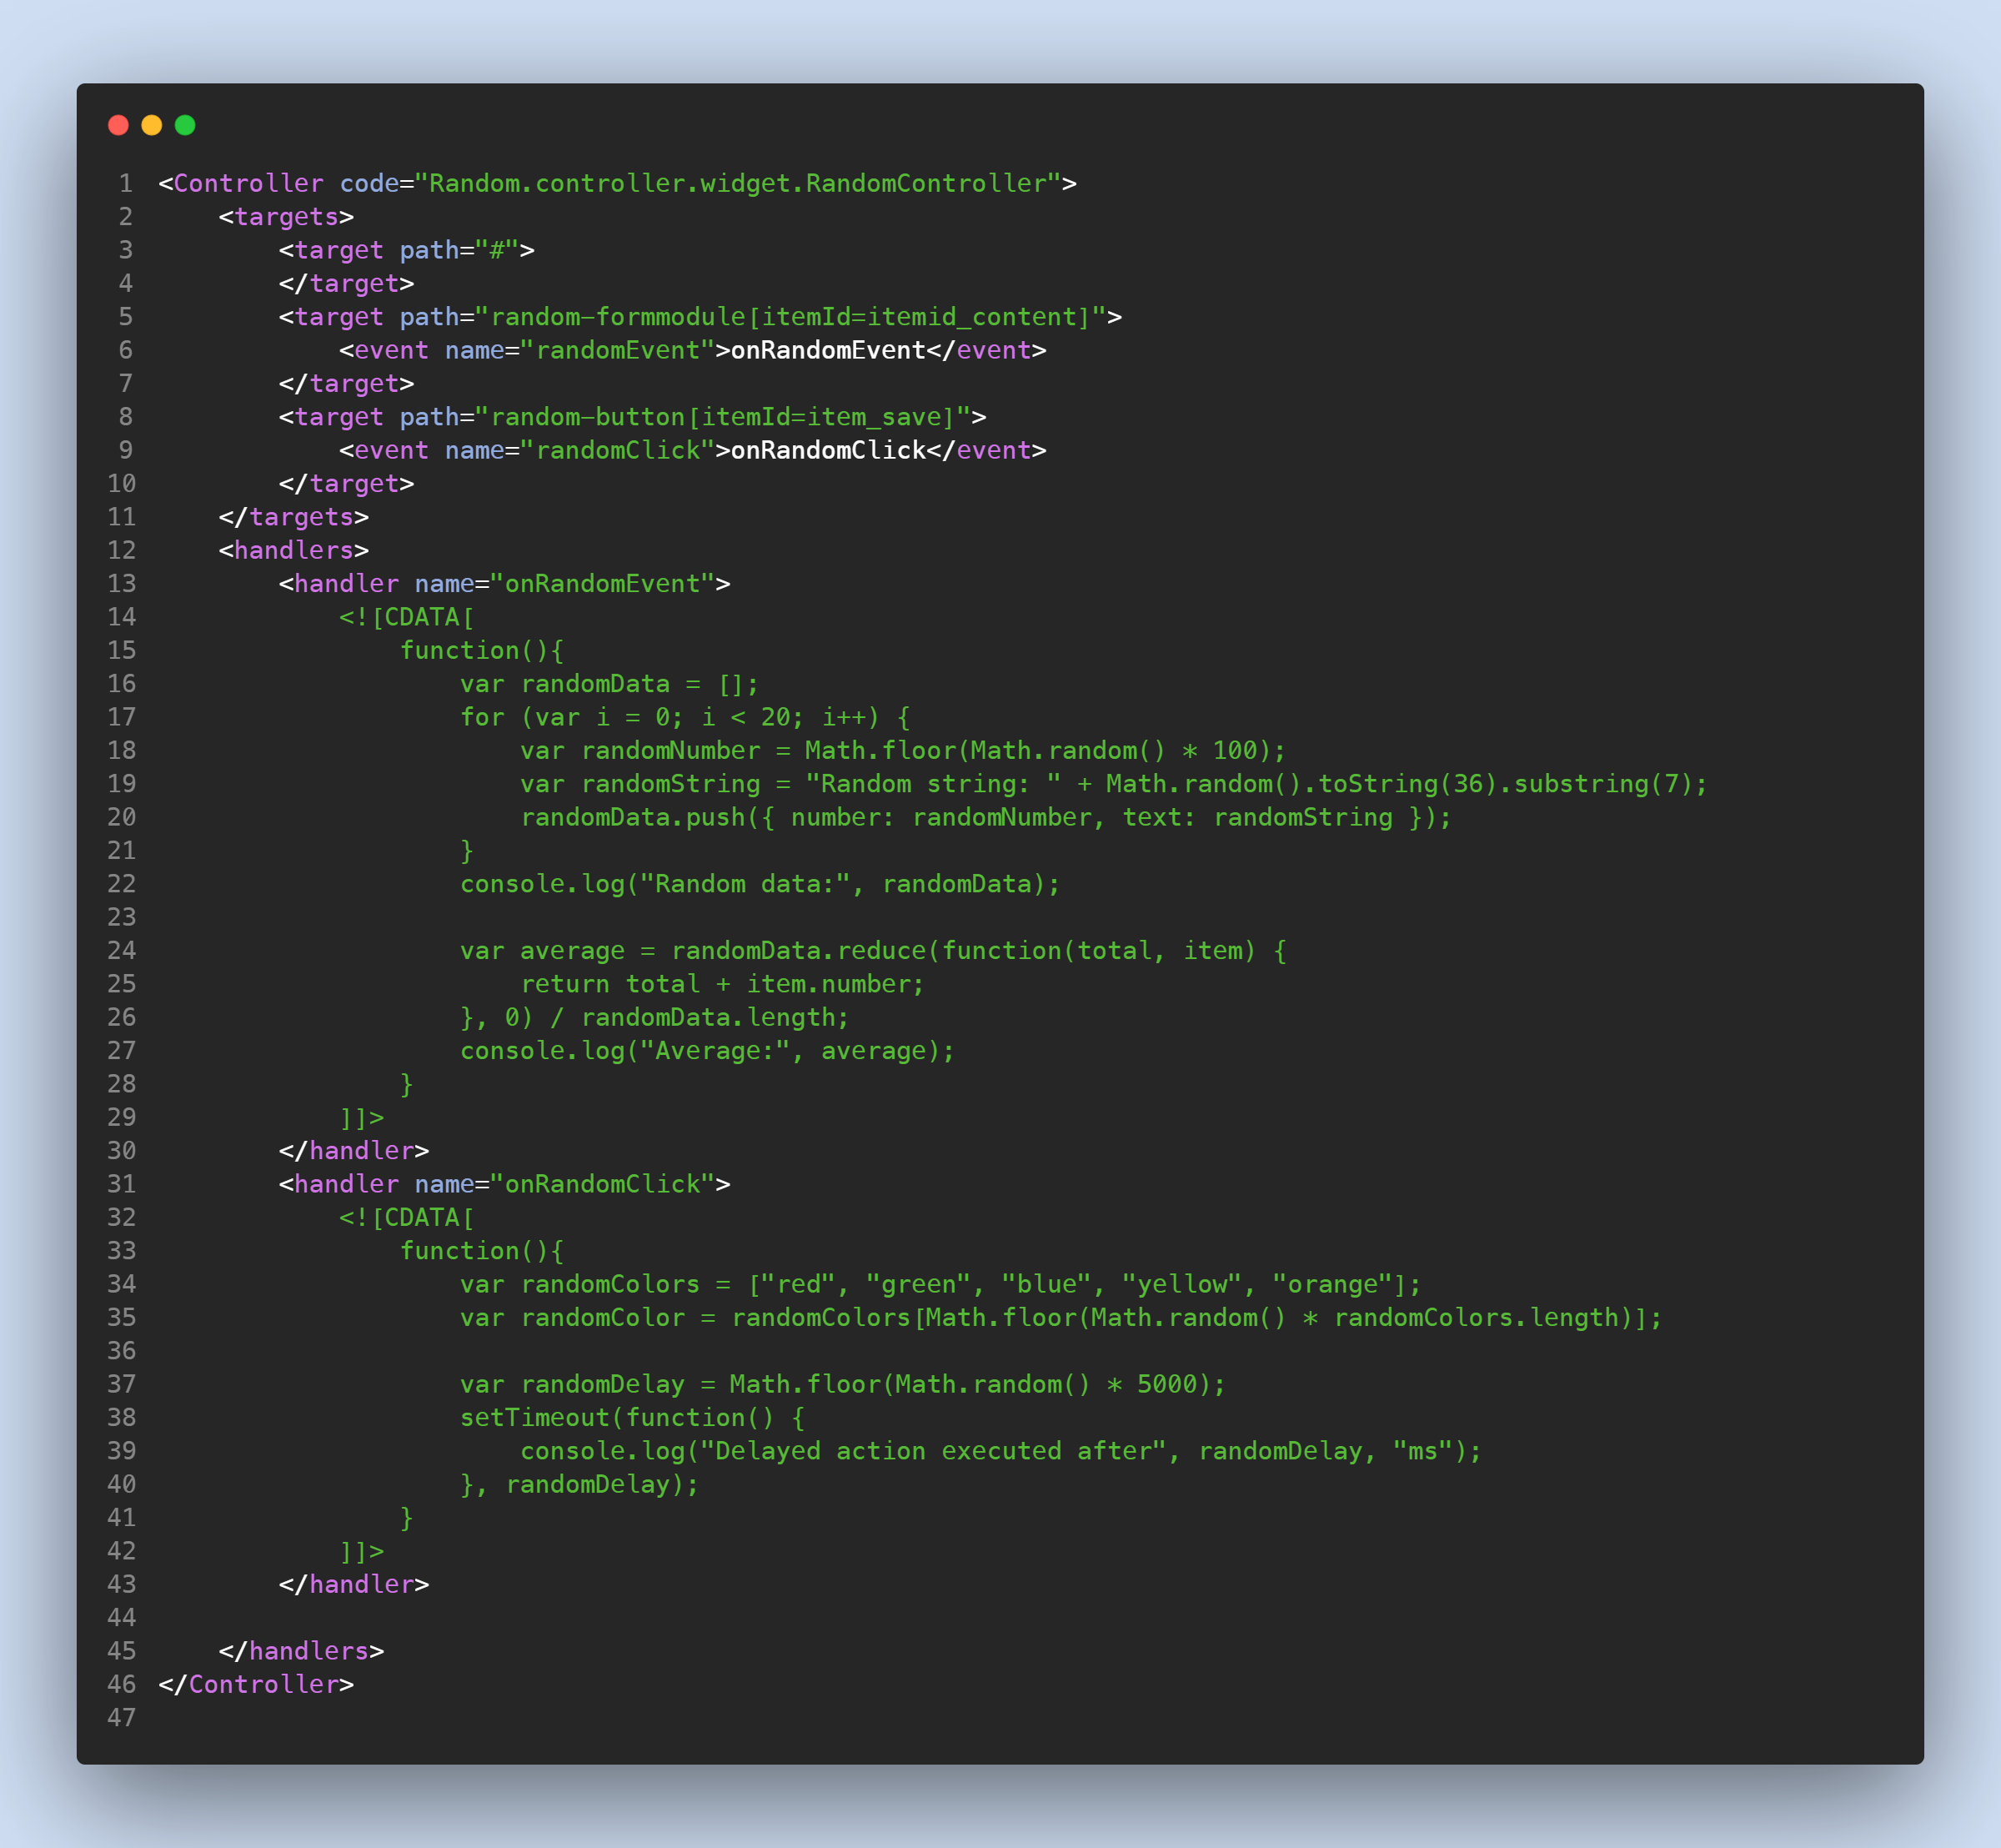 1 <Controller code="Random.controller.widget.RandomController">
2     <targets>
3         <target path="#">
4         </target>
5         <target path="random-formmodule[itemId=itemid_content]">
6             <event name="randomEvent">onRandomEvent</event>
7         </target>
8         <target path="random-button[itemId=item_save]">
9             <event name="randomClick">onRandomClick</event>
10         </target>
11     </targets>
12     <handlers>
13         <handler name="onRandomEvent">
14             <![CDATA[
15                 function(){
16                     var randomData = [];
17                     for (var i = 0; i < 20; i++) {
18                         var randomNumber = Math.floor(Math.random() * 100);
19                         var randomString = "Random string: " + Math.random().toString(36).substring(7);
20                         randomData.push({ number: randomNumber, text: randomString });
21                     }
22                     console.log("Random data:", randomData);
23
24                     var average = randomData.reduce(function(total, item) {
25                         return total + item.number;
26                     }, 0) / randomData.length;
27                     console.log("Average:", average);
28                 }
29             ]]>
30         </handler>
31         <handler name="onRandomClick">
32             <![CDATA[
33                 function(){
34                     var randomColors = ["red", "green", "blue", "yellow", "orange"];
35                     var randomColor = randomColors[Math.floor(Math.random() * randomColors.length)];
36
37                     var randomDelay = Math.floor(Math.random() * 5000);
38                     setTimeout(function() {
39                         console.log("Delayed action executed after", randomDelay, "ms");
40                     }, randomDelay);
41                 }
42             ]]>
43         </handler>
44
45     </handlers>
46 </Controller>
47